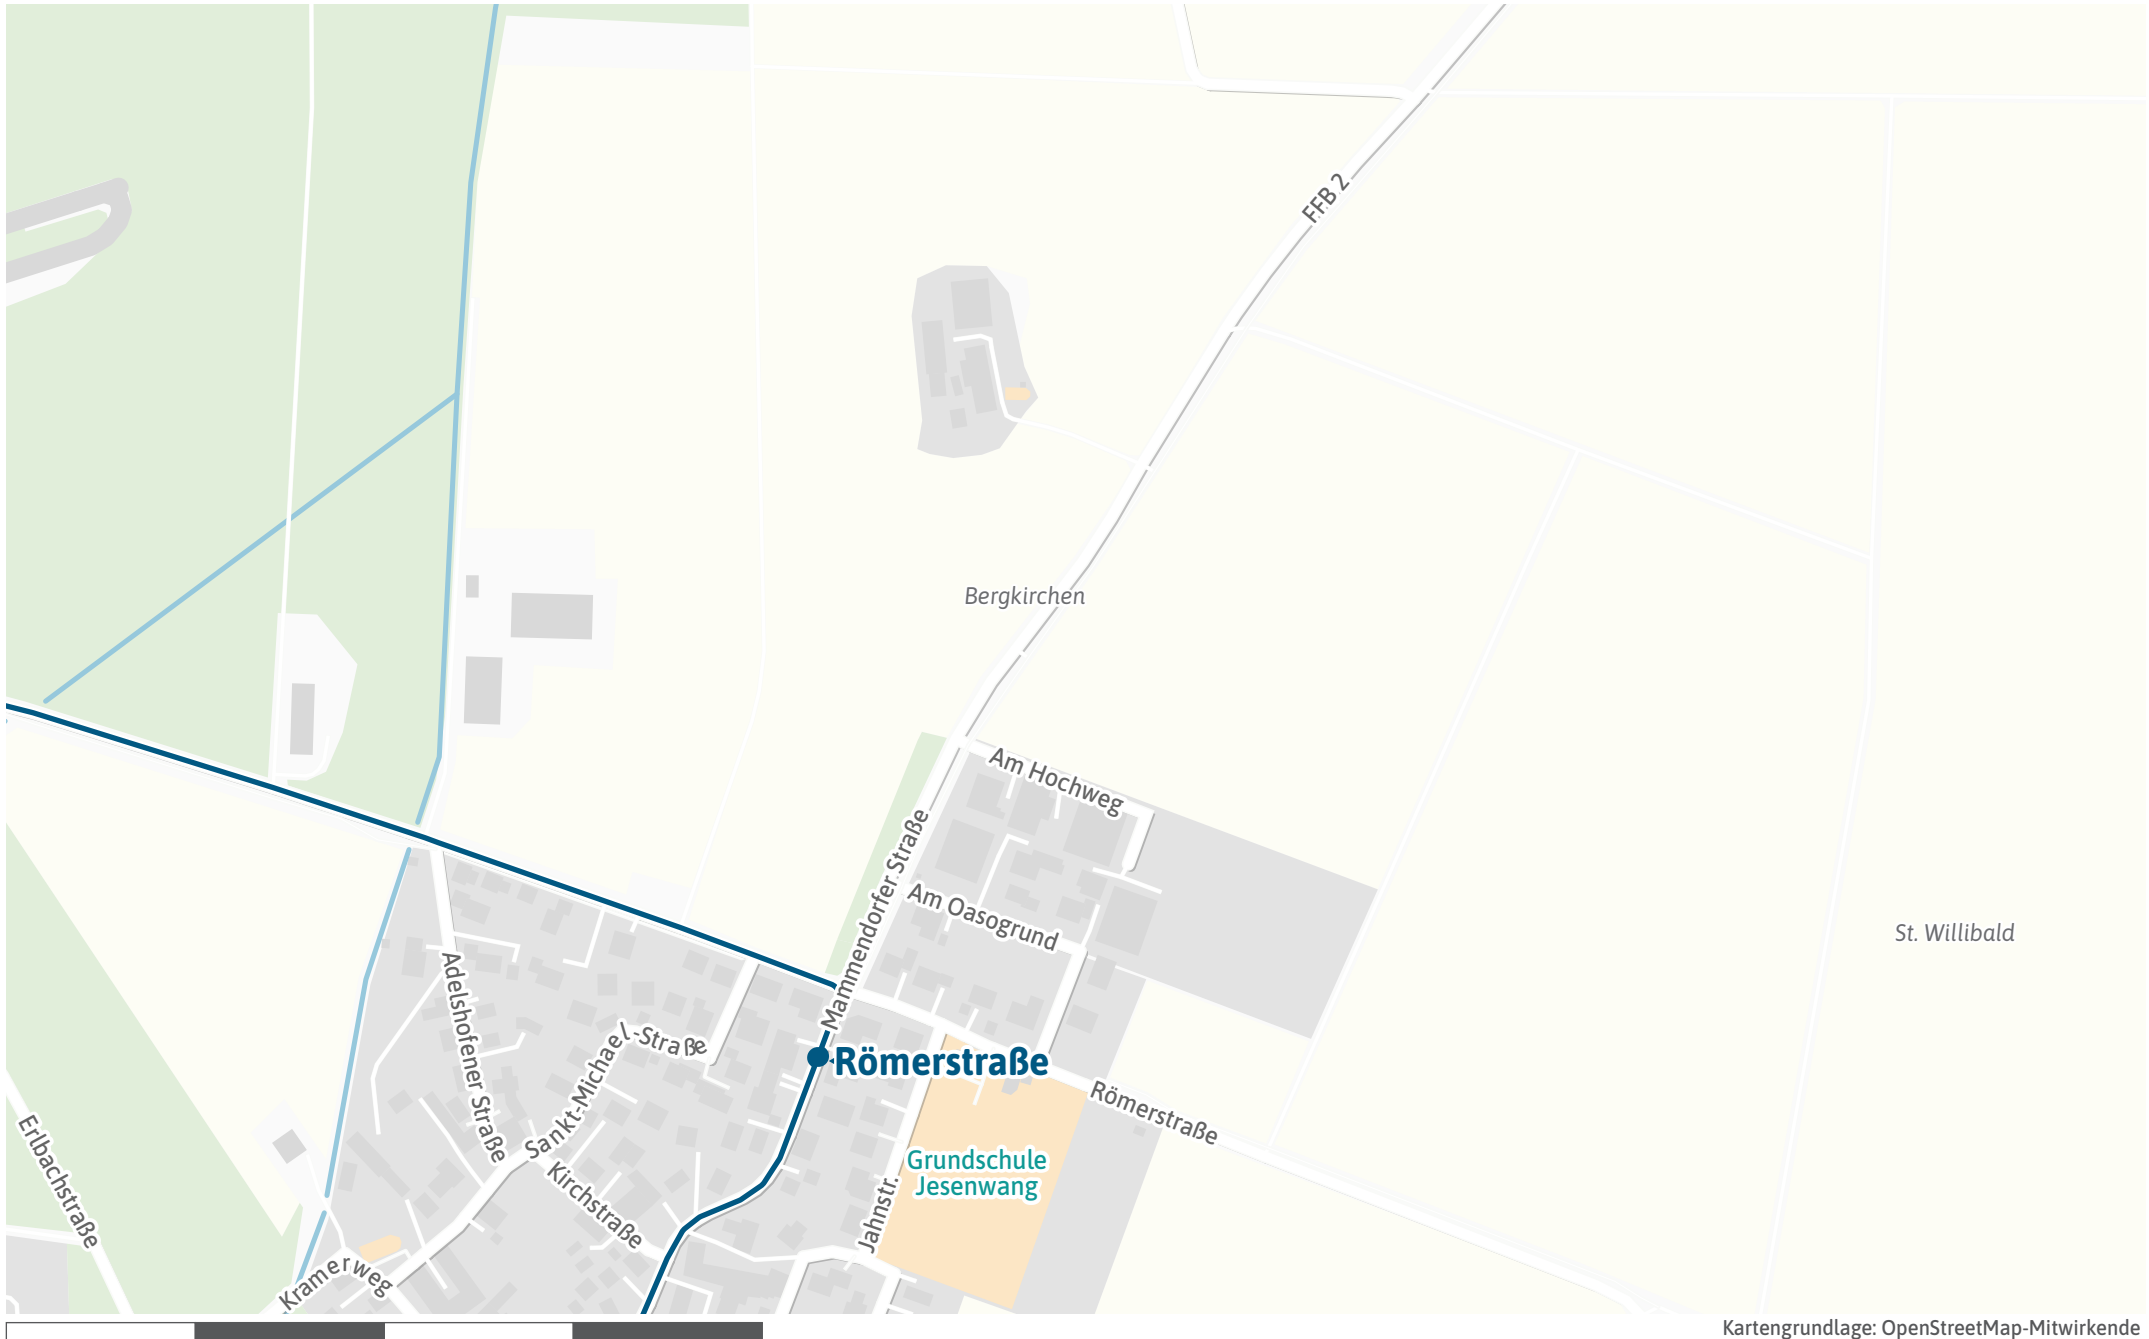 FFB 2
Bergkirchen
Am Hochweg
Mammendorfer Straße
Am Oasogrund
St. Willibald
Adelshofener Straße
Sankt-Michael-Straße
Römerstraße
Römerstraße
Erlbachstraße
Kirchstraße
Grundschule
Jesenwang
Jahnstr.
Kramerweg
Kartengrundlage: OpenStreetMap-Mitwirkende